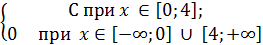 С при x ∈ [0; 4];
0 при x ∈ [−∞; 0] ∪ [4; +∞]